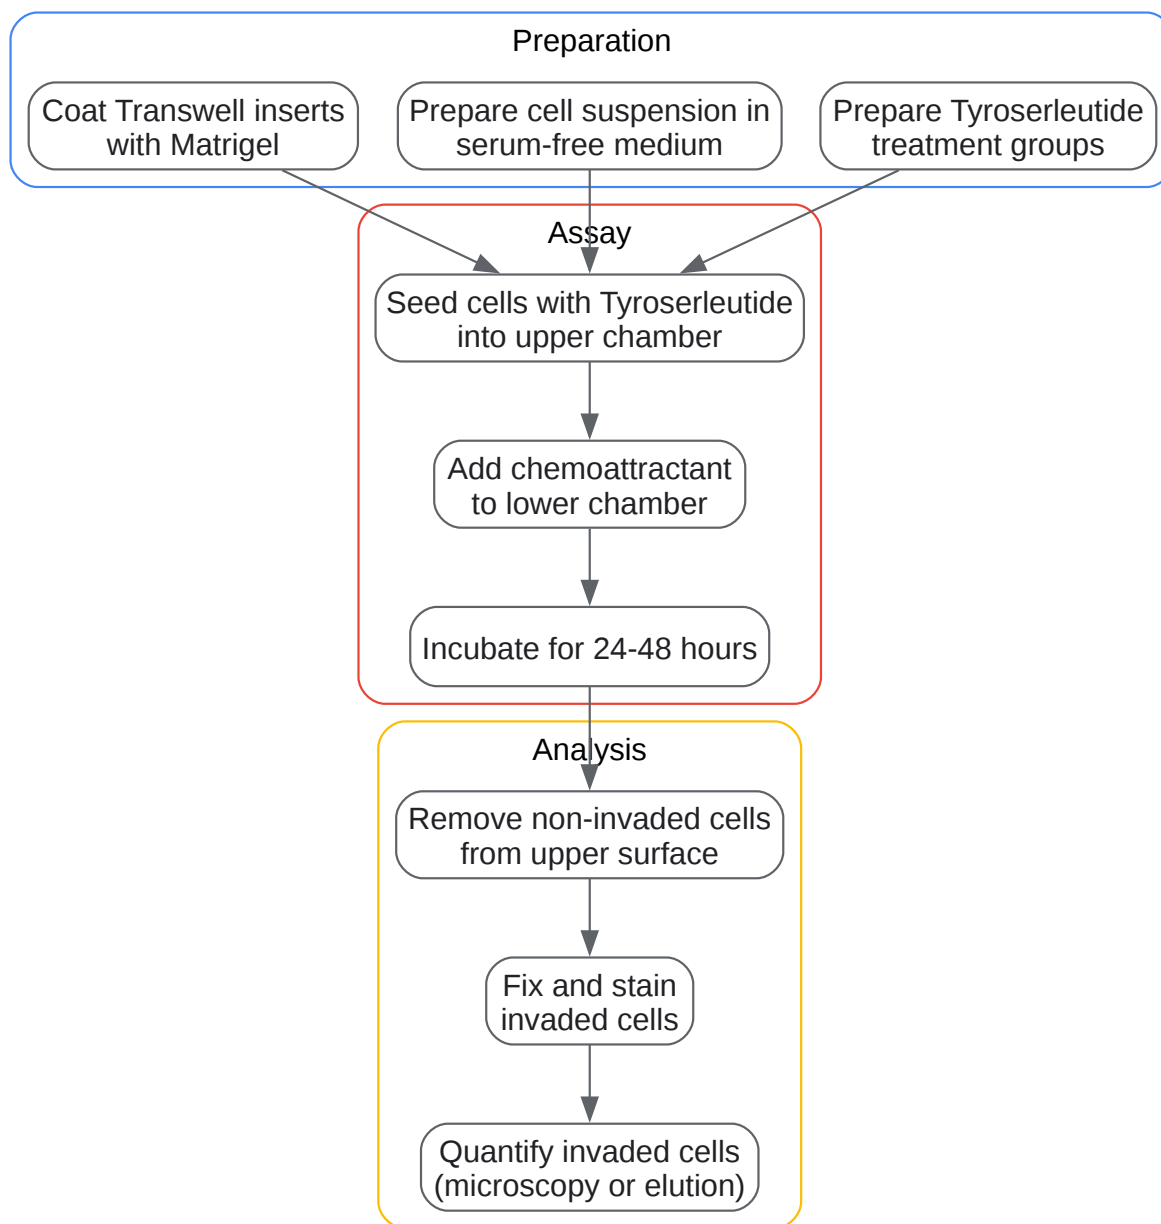 Preparation
Coat Transwell inserts
with Matrigel
Prepare cell suspension in
serum-free medium
Prepare Tyroserleutide
treatment groups
Assay
Seed cells with Tyroserleutide
into upper chamber
Add chemoattractant
to lower chamber
Incubate for 24-48 hours
Analysis
Remove non-invaded cells
from upper surface
Fix and stain
invaded cells
Quantify invaded cells
(microscopy or elution)